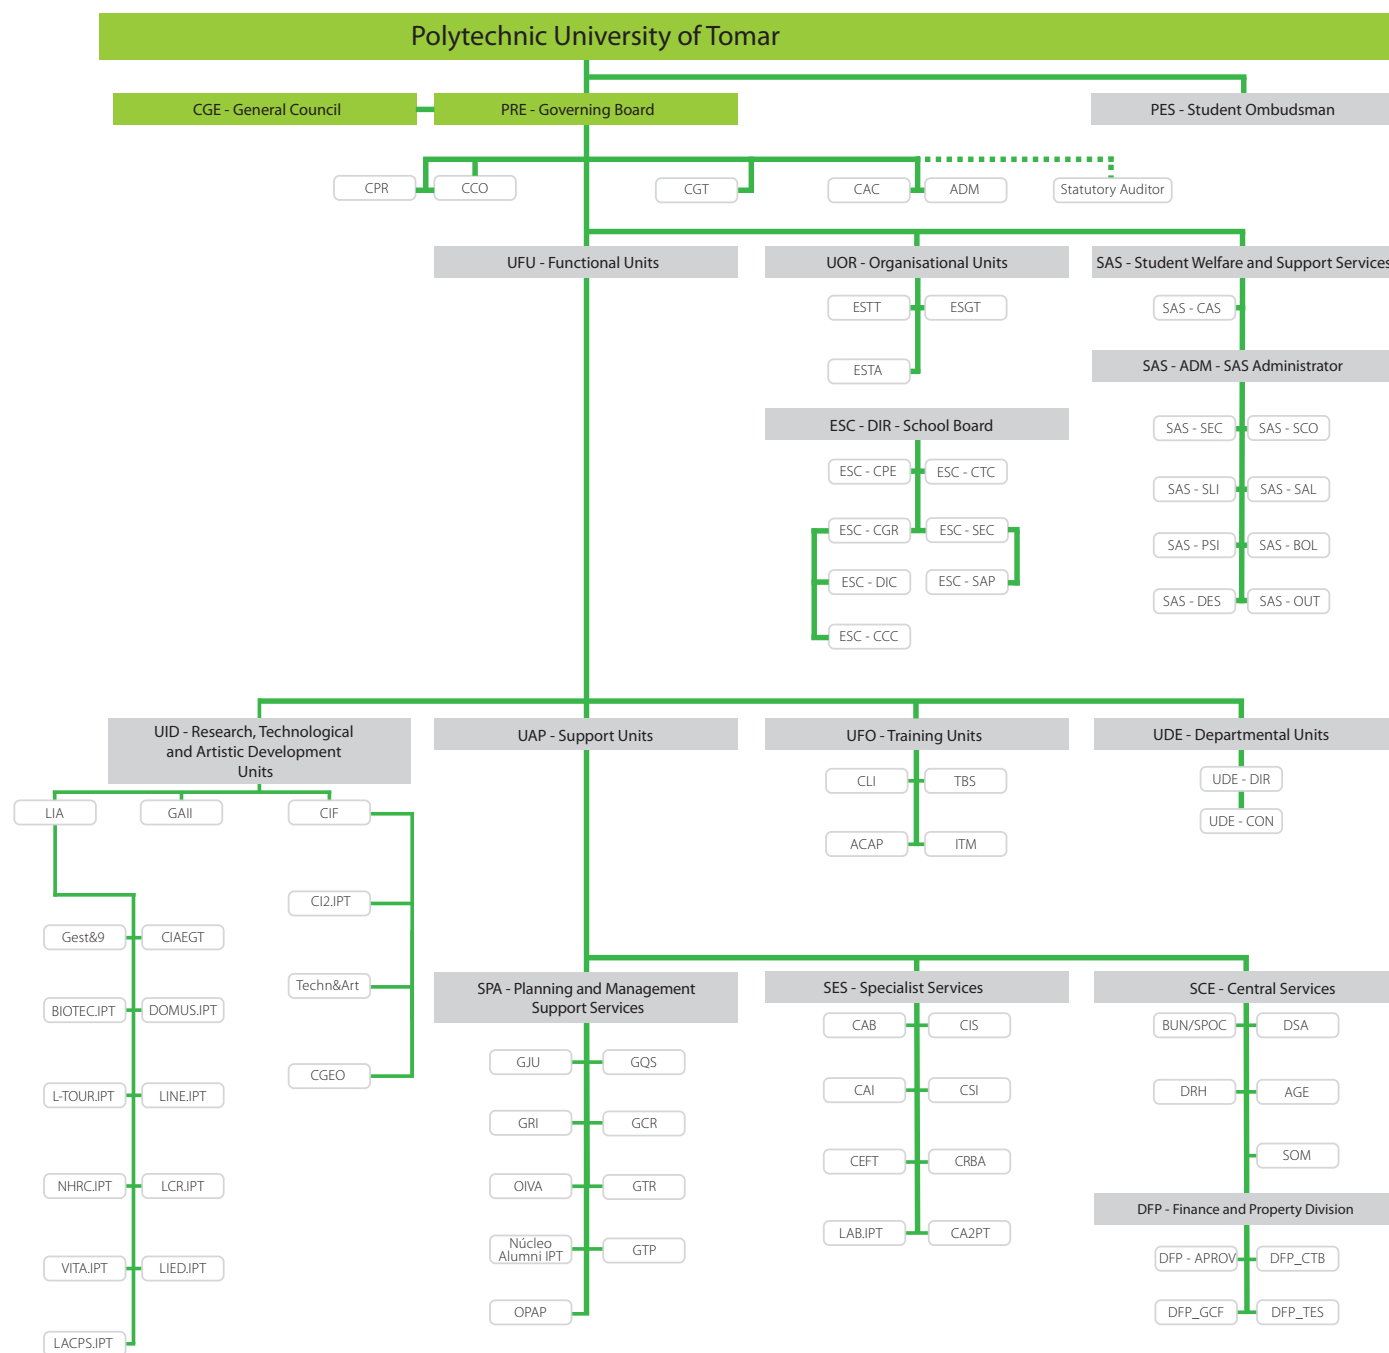 Polytechnic University of Tomar
CGE - General Council
PRE - Governing Board
PES - Student Ombudsman
CPR
CCO
CGT
CAC
ADM
Statutory Auditor
UFU - Functional Units
UOR - Organisational Units
SAS - Student Welfare and Support Services
ESTT
ESGT
SAS - CAS
ESTA
SAS - ADM - SAS Administrator
ESC - DIR - School Board
SAS - SEC
SAS - SCO
ESC - CPE
ESC - CTC
SAS - SLI
SAS - SAL
ESC - CGR
ESC - SEC
SAS - PSI
SAS - BOL
ESC - DIC
ESC - SAP
SAS - DES
SAS - OUT
ESC - CCC
UID - Research, Technological
and Artistic Development
Units
UAP - Support Units
UFO - Training Units
UDE - Departmental Units
CLI
TBS
UDE - DIR
LIA
GAII
CIF
UDE - CON
ACAP
ITM
CI2.IPT
Gest&9
CIAEGT
Techn&Art
SPA - Planning and Management
Support Services
SES - Specialist Services
SCE - Central Services
BIOTEC.IPT
DOMUS.IPT
CAB
CIS
BUN/SPOC
DSA
GJU
GQS
CGEO
CAI
CSI
DRH
AGE
L-TOUR.IPT
LINE.IPT
GRI
GCR
CEFT
CRBA
SOM
NHRC.IPT
LCR.IPT
OIVA
GTR
DFP - Finance and Property Division
LAB.IPT
CA2PT
Núcleo
Alumni IPT
GTP
DFP - APROV
DFP_CTB
VITA.IPT
LIED.IPT
OPAP
DFP_GCF
DFP_TES
LACPS.IPT